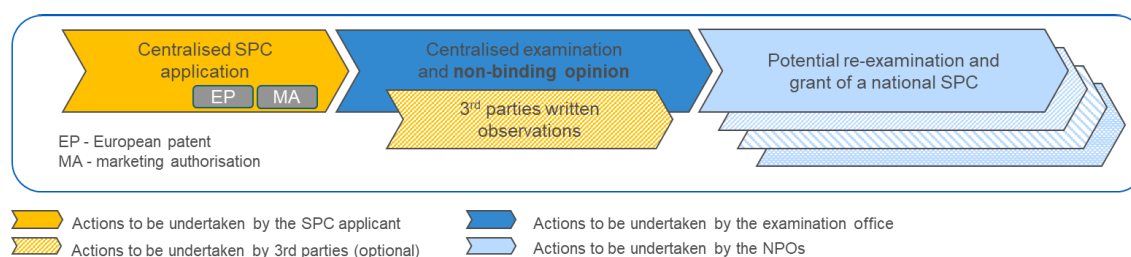 Centralised SPC
application
EP MA
Centralised examination
and non-binding opinion
3rd parties written
observations
Potential re-examination and
grant of a national SPC
EP - European patent
MA - marketing authorisation
Actions to be undertaken by the SPC applicant
Actions to be undertaken by the examination office
Actions to be undertaken by 3rd parties (optional)
Actions to be undertaken by the NPOs